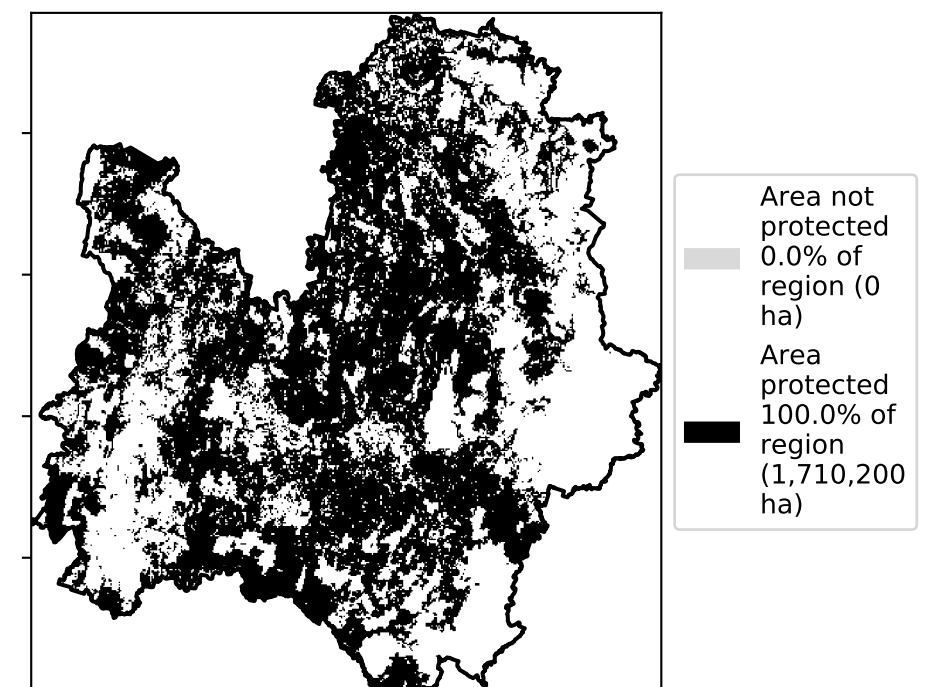 Area not
protected
0.0% of
region (0
ha)
Area
protected
100.0% of
region
(1,710,200
ha)